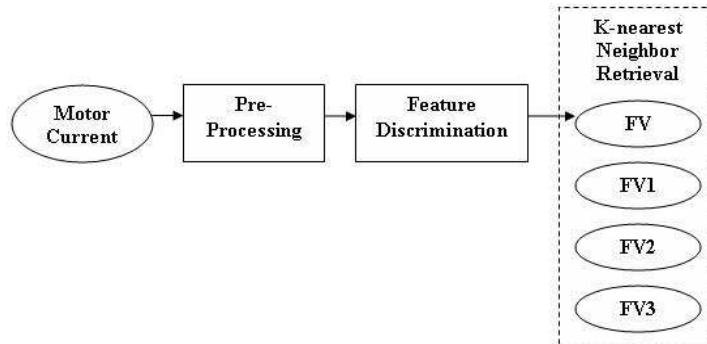 K-nearest
Neighbor
Retrieval
Motor
Current
Pre-
Processing
Feature
Discrimination
FV
FV1
FV2
FV3